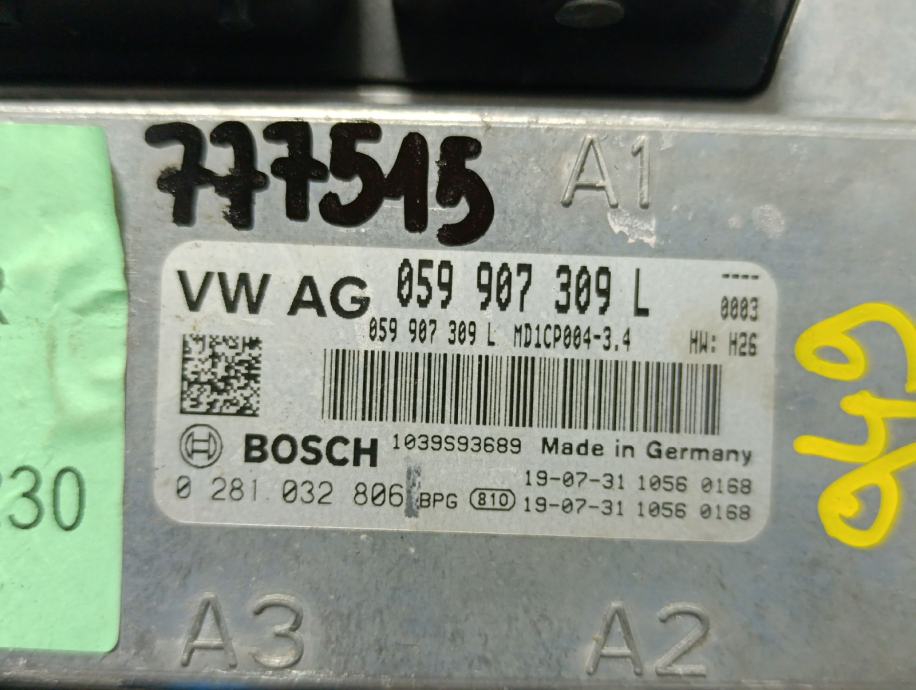 777515
A1
VW AG 059 907 309 L ----
0003
059 907 309 L MD1CP004-3.4 HW: H26
BOSCH 1039S93689 Made in Germany
0 281 032 806 BPG 810 19-07-31 1056 0168
19-07-31 1056 0168
949
230
A3 A2